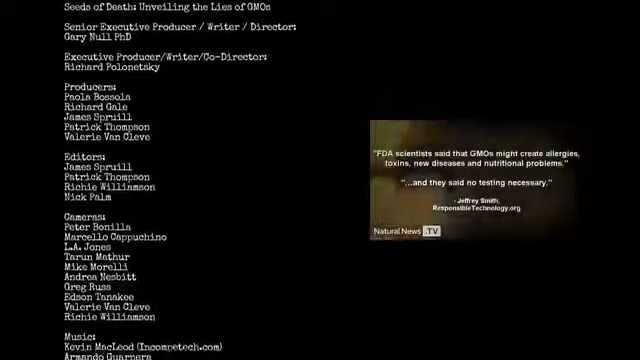 Seeds of Death: Unveiling the Lies of GMOs
Senior Executive Producer / Writer / Director:
Gary Null PhD
Executive Producer/Writer/Co-Director:
Richard Polonetsky
Producers:
Paola Bossola
Richard Gale
James Spruill
Patrick Thompson
Valerie Van Cleve
Editors:
James Spruill
Patrick Thompson
Richie Williamson
Nick Palm
Cameras:
Peter Bonilla
Marcello Cappuchino
L.A. Jones
Tarun Mathur
Mike Morelli
Andrea Nesbitt
Greg Russ
Edson Tanakee
Valerie Van Cleve
Richie Williamson
Music:
Kevin MacLeod (Incompetech.com)
Armando Guarnera
"FDA scientists said that GMOs might create allergies,
toxins, new diseases and nutritional problems."
"...and they said no testing necessary."
- Jeffrey Smith,
ResponsibleTechnology.org
NaturalNews.TV